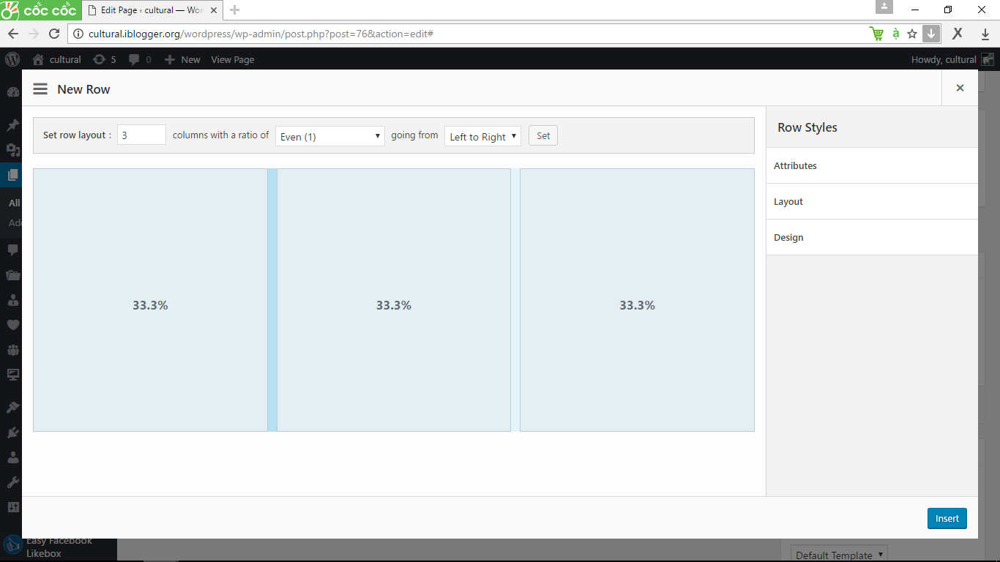 cốc cốc
Edit Page ‹ cultural — Wor
cultural.iblogger.org/wordpress/wp-admin/post.php?post=76&action=edit#
cultural 5 0 New View Page Howdy, cultural
New Row
Set row layout : 3 columns with a ratio of Even (1) going from Left to Right Set
33.3% 33.3% 33.3%
Row Styles
Attributes
Layout
Design
All
Add
Insert
Easy Facebook
Likebox
Default Template